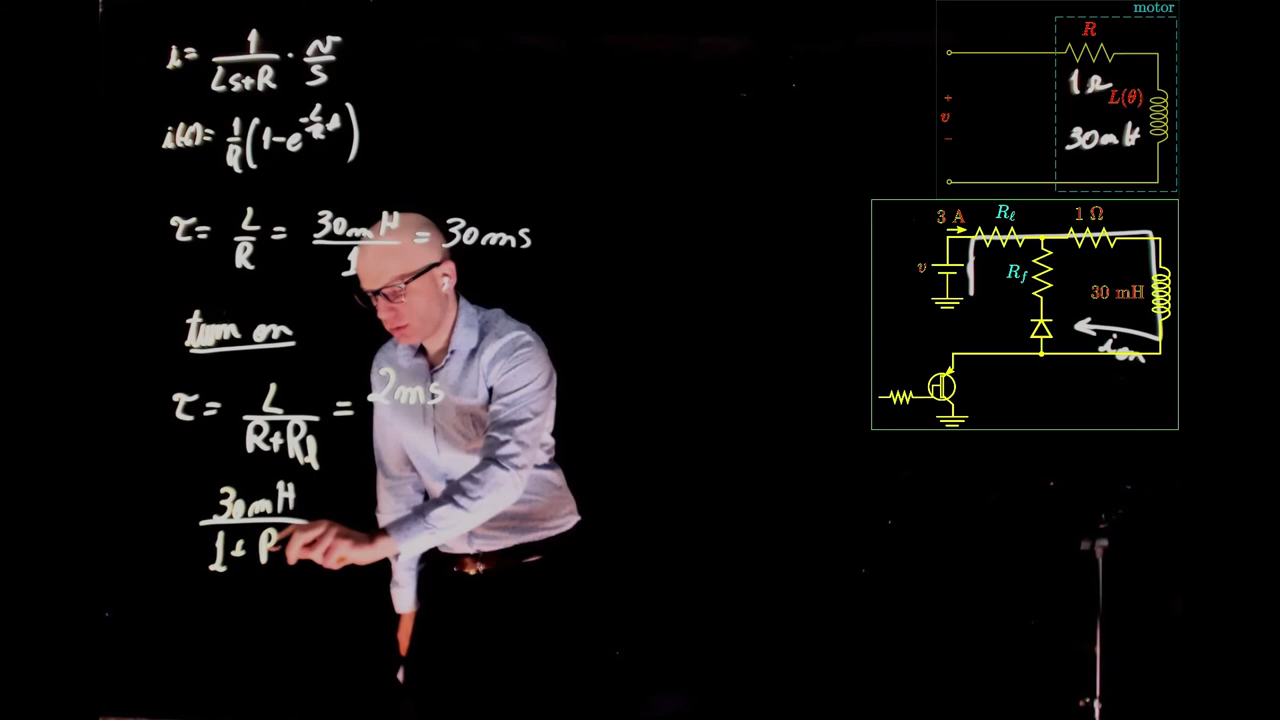 i = 1/(Ls+R) · v/s
i(t) = 1/R (1-e^(-L/R t))
τ = L/R = 30mH/1 = 30ms
turn on
τ = L/(R+Rℓ) = 2ms
30mH/(1+R
motor
R
1Ω
L(θ)
+
v
−
30mH
3 A
Rℓ
1 Ω
v
Rf
30 mH
i on